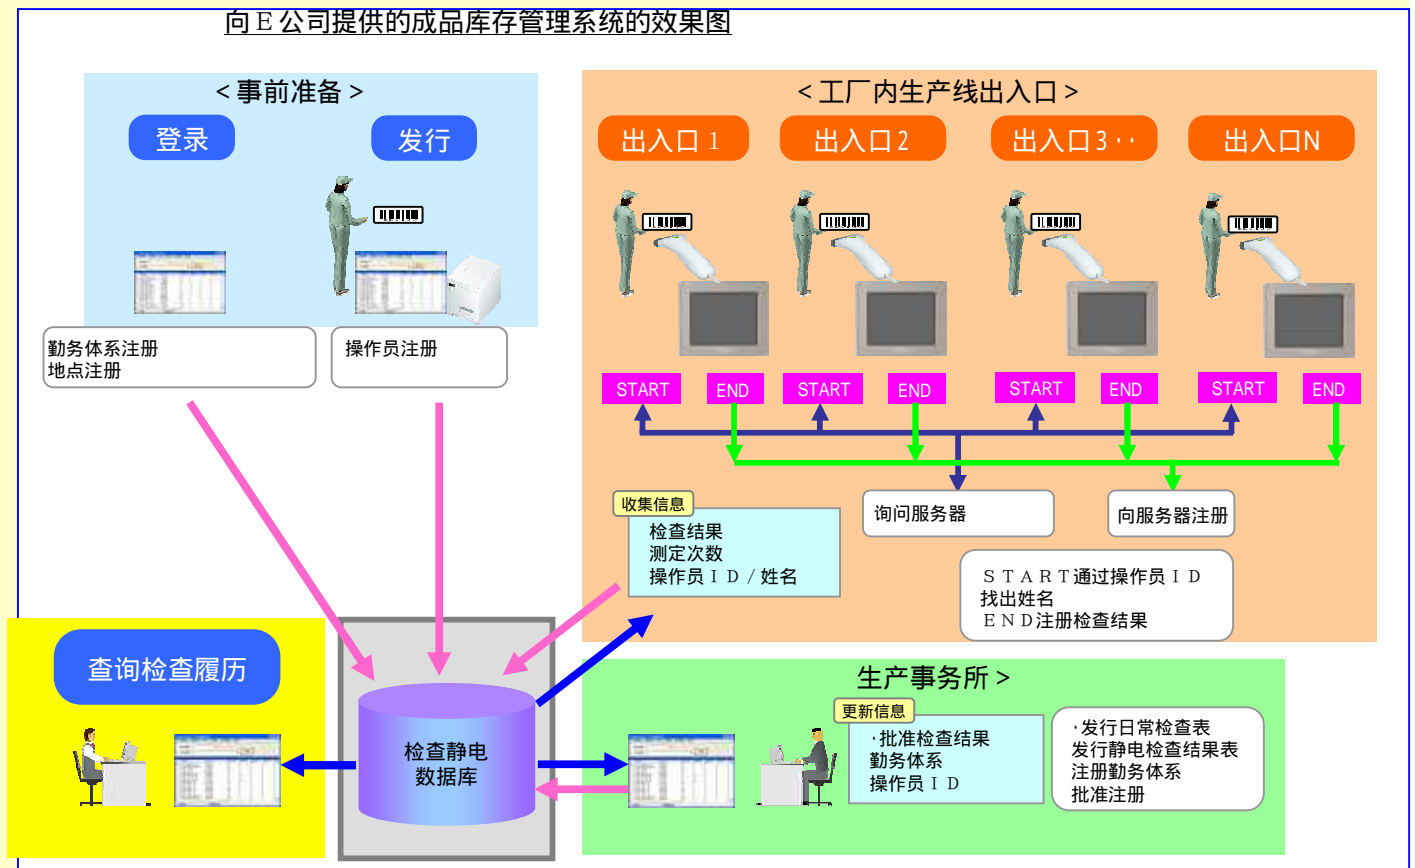 向Ｅ公司提供的成品库存管理系统的效果图
<事前准备>
登录
发行
勤务体系注册
地点注册
操作员注册
<工厂内生产线出入口>
出入口1
出入口2
出入口3··
出入口N
START
END
START
END
START
END
START
END
询问服务器
向服务器注册
收集信息
检查结果
测定次数
操作员ＩＤ/姓名
ＳＴＡＲＴ通过操作员ＩＤ
找出姓名
ＥＮＤ注册检查结果
查询检查履历
检查静电
数据库
生产事务所>
更新信息
·批准检查结果
勤务体系
操作员ＩＤ
·发行日常检查表
发行静电检查结果表
注册勤务体系
批准注册